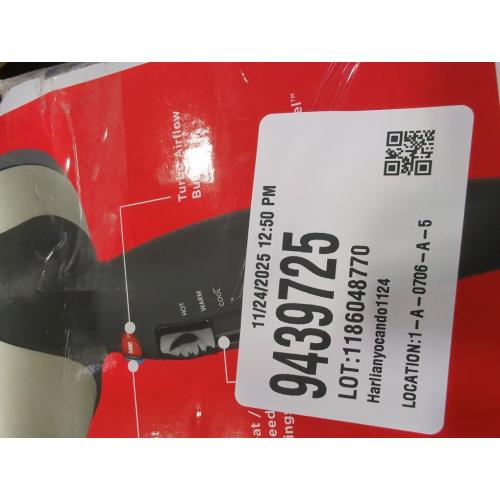 11/24/2025 12:50 PM
9439725
LOT:1186048770
Harlianyocando1124
LOCATION:1-A-0706-A-5
Turbo Airflow
HOT
WARM
COOL